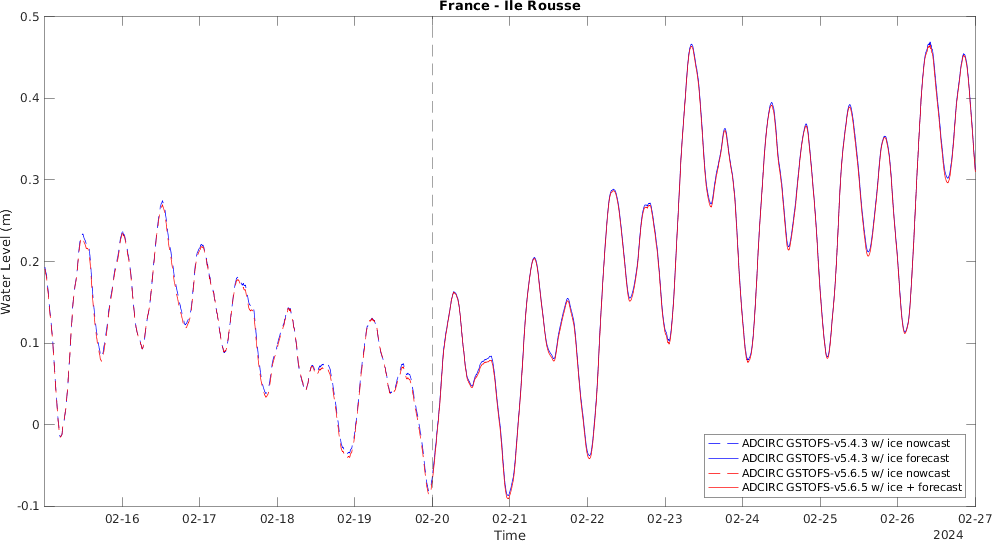 France - Ile Rousse
Water Level (m)
0.5
0.4
0.3
0.2
0.1
0
-0.1
02-16
02-17
02-18
02-19
02-20
02-21
02-22
02-23
02-24
02-25
02-26
02-27
Time
2024
ADCIRC GSTOFS-v5.4.3 w/ ice nowcast
ADCIRC GSTOFS-v5.4.3 w/ ice forecast
ADCIRC GSTOFS-v5.6.5 w/ ice nowcast
ADCIRC GSTOFS-v5.6.5 w/ ice + forecast